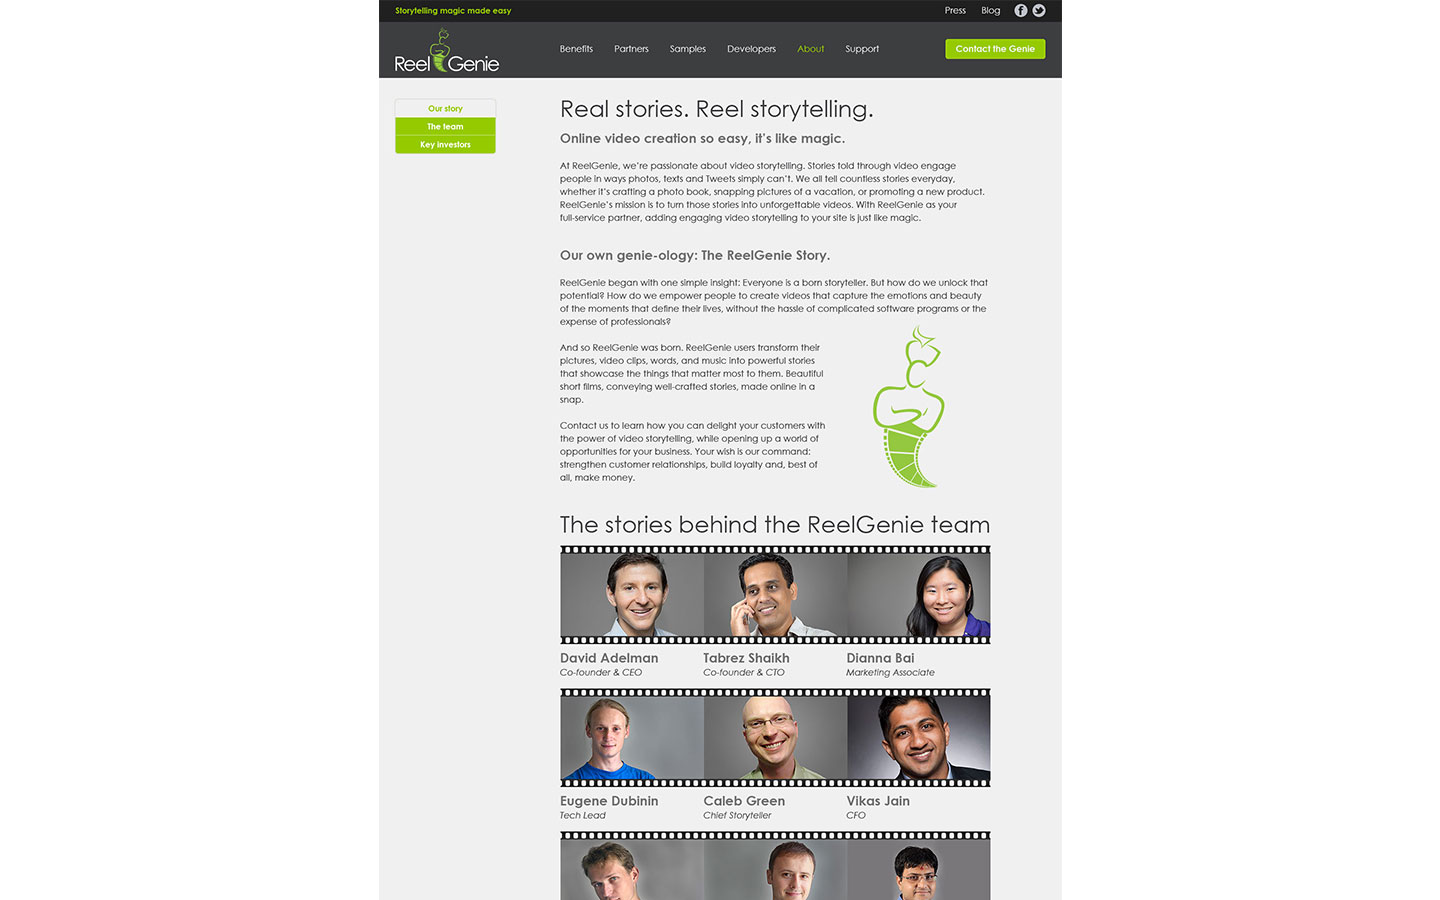 Storytelling magic made easy
Press Blog
ReelGenie
Benefits Partners Samples Developers About Support
Contact the Genie
Our story
The team
Key investors
Real stories. Reel storytelling.
Online video creation so easy, it's like magic.
At ReelGenie, we're passionate about video storytelling. Stories told through video engage
people in ways photos, texts and Tweets simply can't. We all tell countless stories everyday,
whether it's crafting a photo book, snapping pictures of a vacation, or promoting a new product.
ReelGenie's mission is to turn those stories into unforgettable videos. With ReelGenie as your
full-service partner, adding engaging video storytelling to your site is just like magic.
Our own genie-ology: The ReelGenie Story.
ReelGenie began with one simple insight: Everyone is a born storyteller. But how do we unlock that
potential? How do we empower people to create videos that capture the emotions and beauty
of the moments that define their lives, without the hassle of complicated software programs or the
expense of professionals?
And so ReelGenie was born. ReelGenie users transform their
pictures, video clips, words, and music into powerful stories
that showcase the things that matter most to them. Beautiful
short films, conveying well-crafted stories, made online in a
snap.
Contact us to learn how you can delight your customers with
the power of video storytelling, while opening up a world of
opportunities for your business. Your wish is our command:
strengthen customer relationships, build loyalty and, best of
all, make money.
The stories behind the ReelGenie team
David Adelman Tabrez Shaikh Dianna Bai
Co-founder & CEO Co-founder & CTO Marketing Associate
Eugene Dubinin Caleb Green Vikas Jain
Tech Lead Chief Storyteller CFO